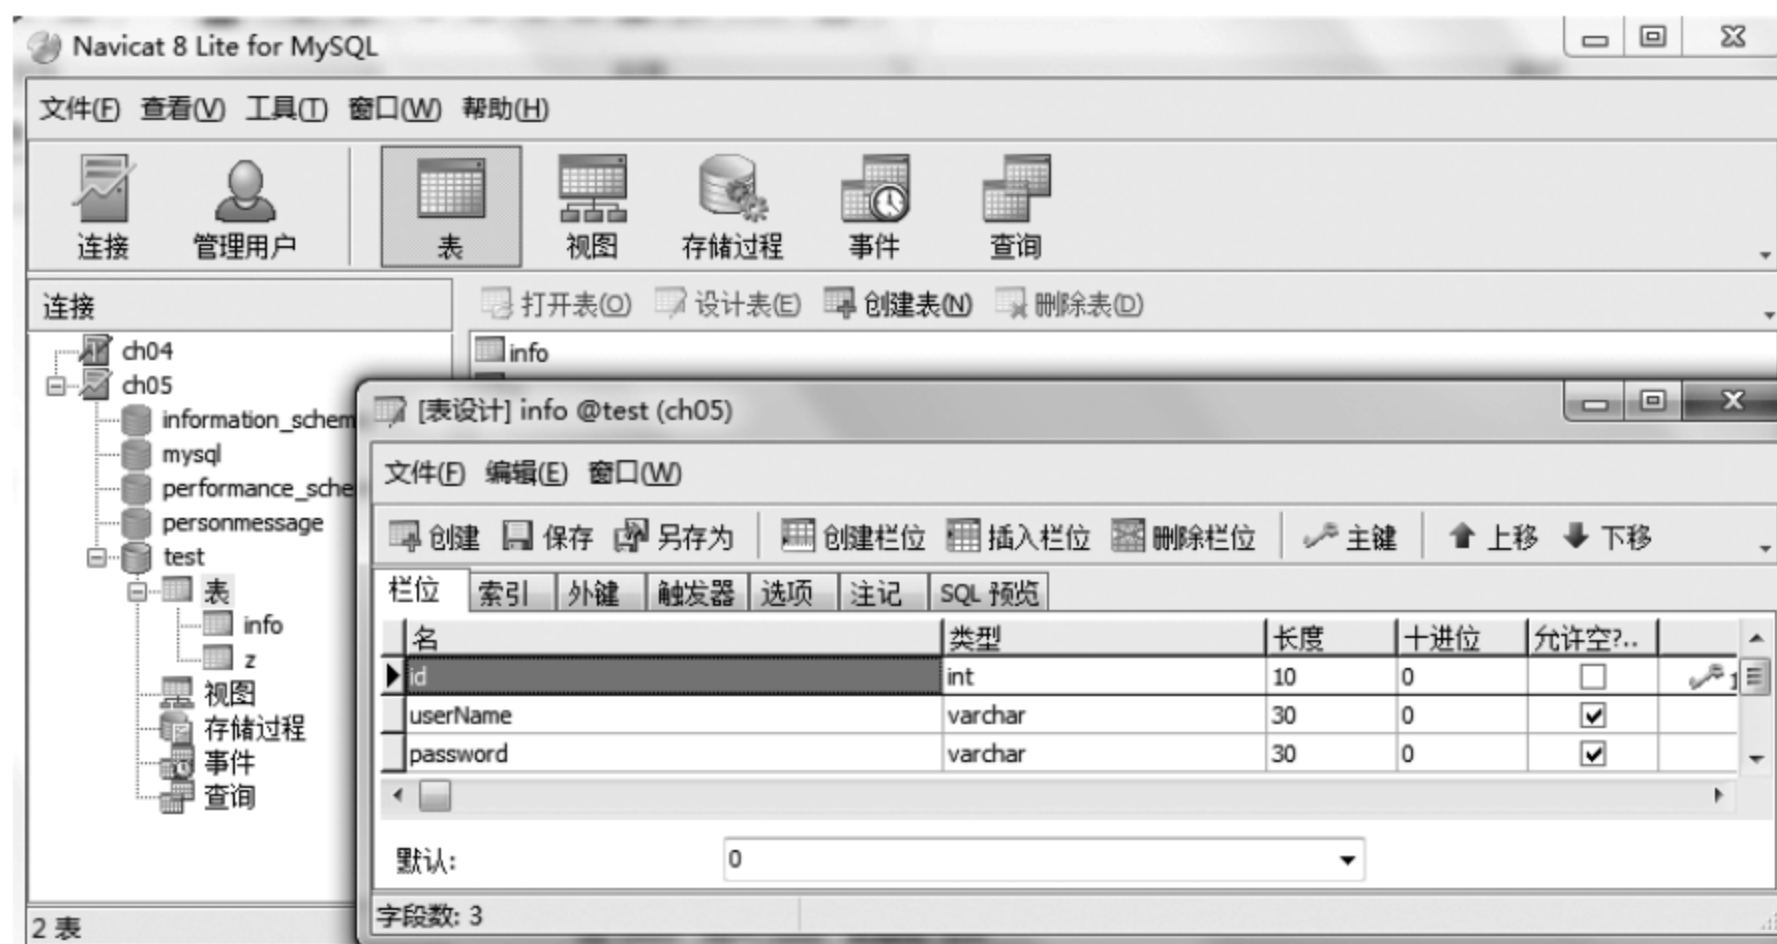 Navicat 8 Lite for MySQL
文件(F) 查看(V) 工具(T) 窗口(W) 帮助(H)
连接 管理用户 表 视图 存储过程 事件 查询
连接
打开表(O) 设计表(E) 创建表(N) 删除表(D)
ch04
ch05
information_schem
mysql
performance_sche
personmessage
test
表
info
z
视图
存储过程
事件
查询
2 表
info
[表设计] info @test (ch05)
文件(F) 编辑(E) 窗口(W)
创建 保存 另存为 创建栏位 插入栏位 删除栏位 主键 上移 下移
栏位 索引 外键 触发器 选项 注记 SQL 预览
名 类型 长度 十进位 允许空?..
id int 10 0 1
userName varchar 30 0
password varchar 30 0
默认: 0
字段数: 3